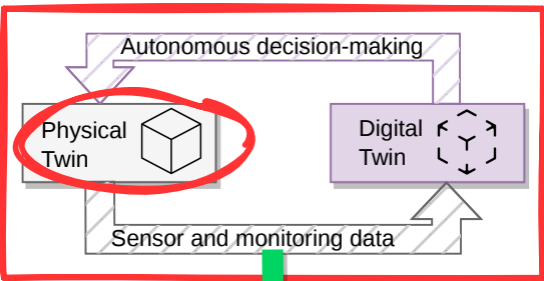 Autonomous decision-making
Physical
Twin
Digital
Twin
Sensor and monitoring data